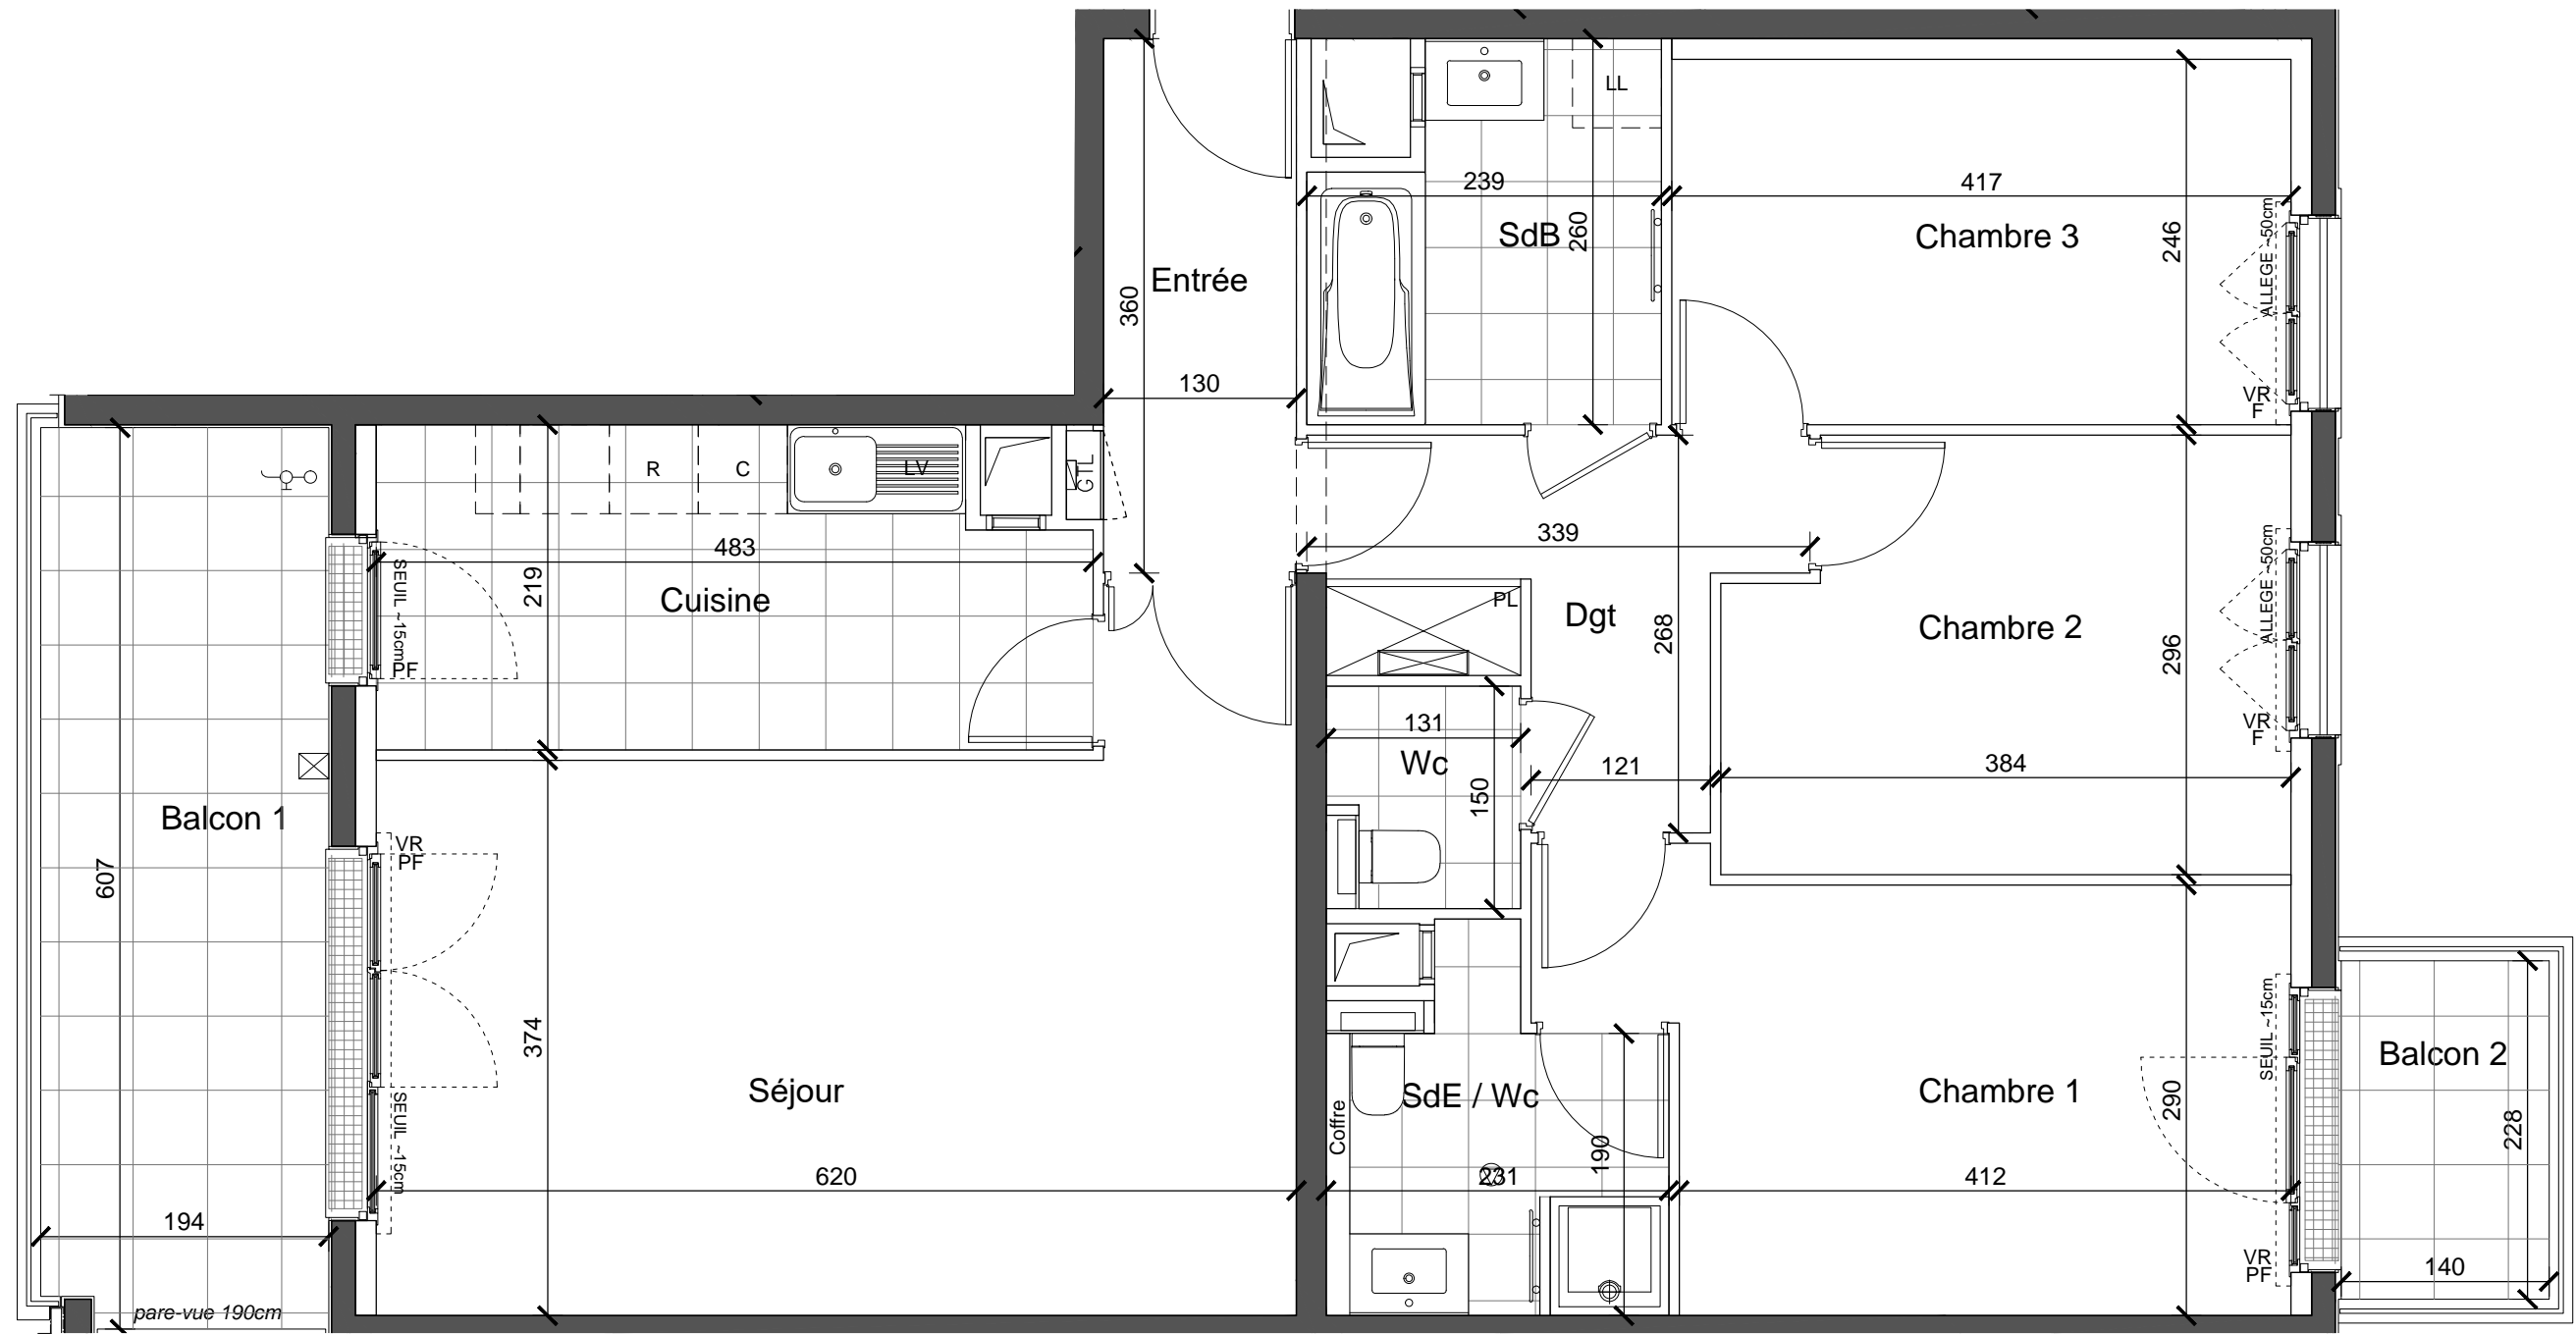 LL
239
417
SdB
260
Chambre 3
246
ALLEGE ~50cm
VR
F
Entrée
360
130
R
C
LV
GTL
483
219
Cuisine
SEUIL ~15cm
PF
339
PL
Dgt
268
Chambre 2
296
ALLEGE ~50cm
VR
F
131
Wc
150
121
384
Balcon 1
607
VR
PF
374
Séjour
SEUIL ~15cm
620
194
pare-vue 190cm
Coffre
SdE / Wc
190
231
Chambre 1
290
412
SEUIL ~15cm
VR
PF
Balcon 2
228
140